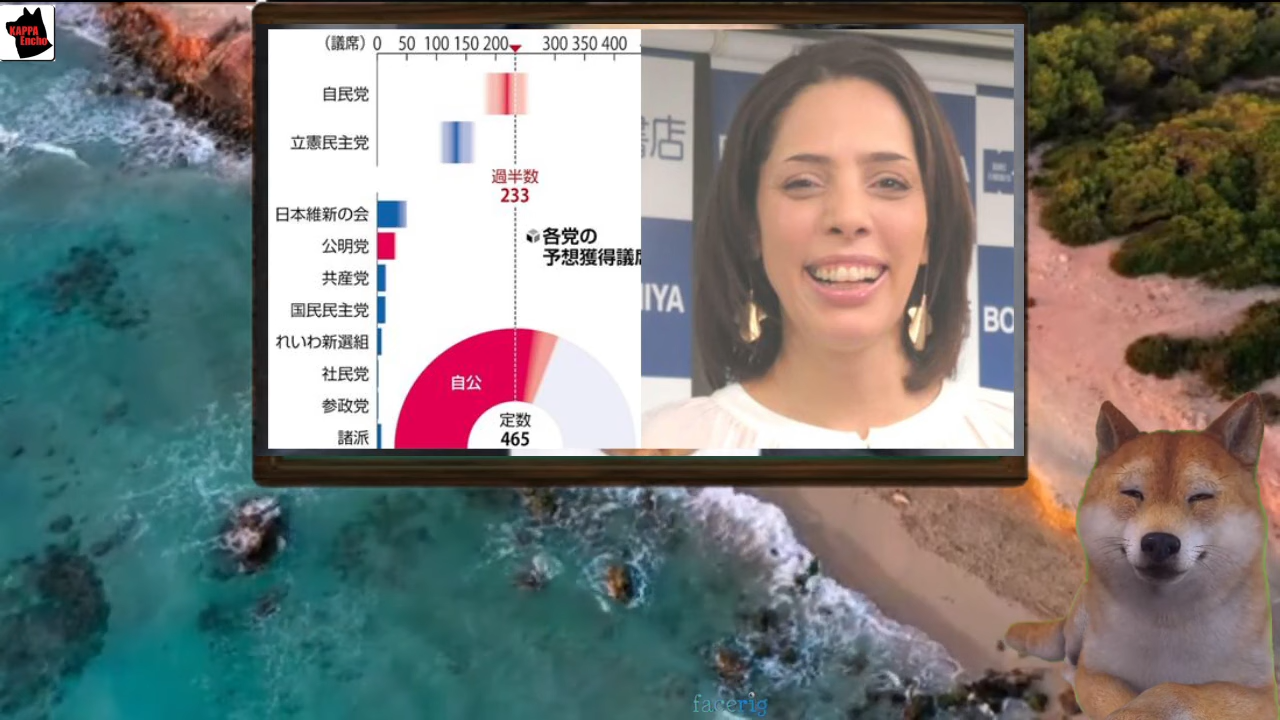 KAPPA
Encho
(議席) 0 50 100 150 200 300 350 400
自民党
立憲民主党
過半数
233
日本維新の会
公明党
各党の
予想獲得議席
共産党
国民民主党
れいわ新選組
社民党
自公
参政党
定数
諸派
465
書店
IYA
BO
facerig